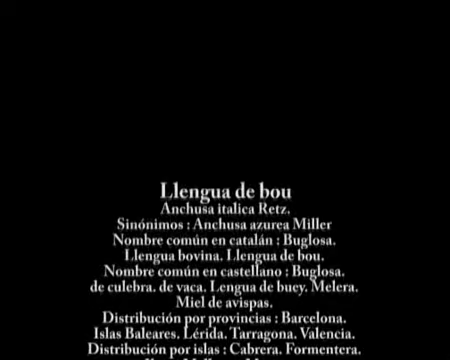 Llengua de bou
Anchusa italica Retz.
Sinónimos : Anchusa azurea Miller
Nombre común en catalán : Buglosa.
Llengua bovina. Llengua de bou.
Nombre común en castellano : Buglosa.
de culebra. de vaca. Lengua de buey. Melera.
Miel de avispas.
Distribución por provincias : Barcelona.
Islas Baleares. Lérida. Tarragona. Valencia.
Distribución por islas : Cabrera. Formentera.